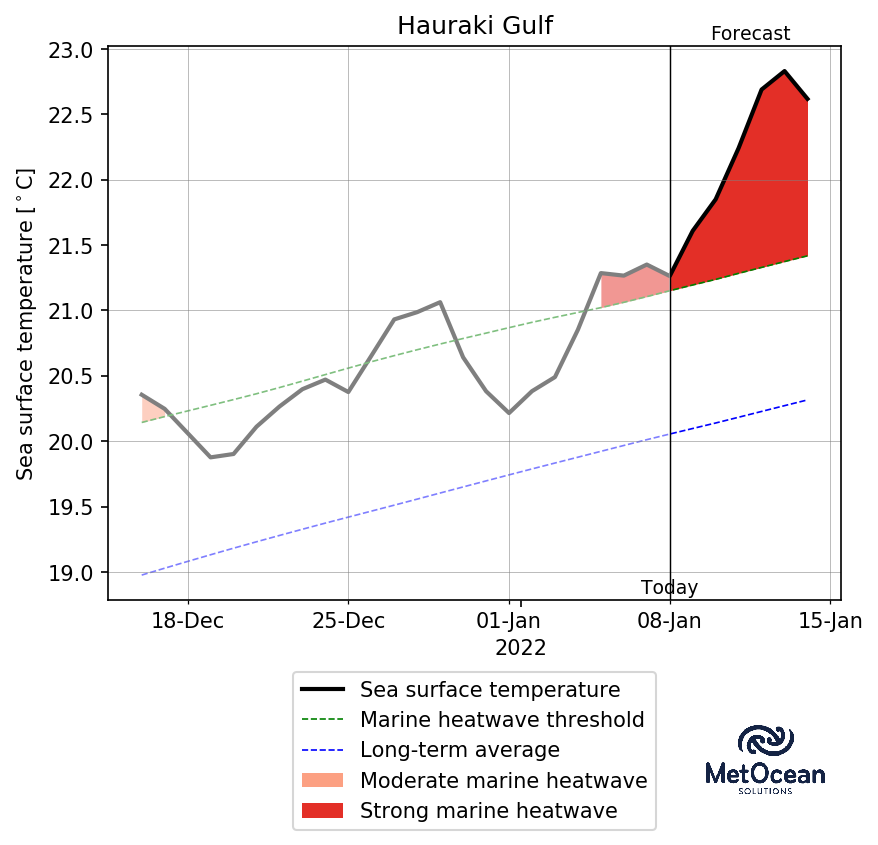 Hauraki Gulf
Forecast
Sea surface temperature [°C]
23.0
22.5
22.0
21.5
21.0
20.5
20.0
19.5
19.0
Today
18-Dec
25-Dec
01-Jan
08-Jan
15-Jan
2022
Sea surface temperature
Marine heatwave threshold
Long-term average
Moderate marine heatwave
Strong marine heatwave
MetOcean
SOLUTIONS